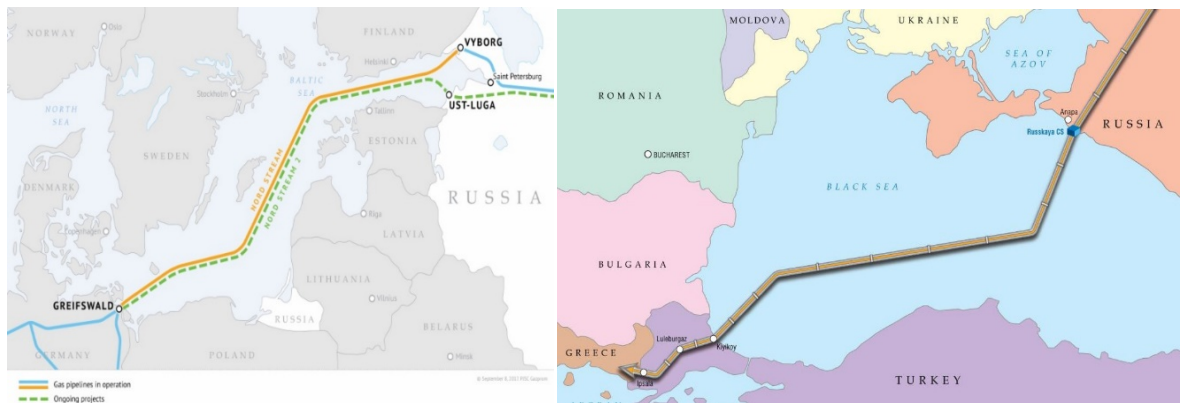 NORWAY
Oslo
FINLAND
VYBORG
Helsinki
Saint Petersburg
BALTIC
SEA
Stockholm
UST-LUGA
Tallinn
NORTH
SEA
ESTONIA
SWEDEN
NORD STREAM
NORD STREAM 2
RUSSIA
DENMARK
Riga
Copenhagen
LATVIA
LITHUANIA
GREIFSWALD
Vilnius
RUSSIA
BELARUS
GERMANY
POLAND
Minsk
Gas pipelines in operation
Ongoing projects
MOLDOVA
UKRAINE
SEA OF
AZOV
ROMANIA
Anapa
Russkaya CS
RUSSIA
BUCHAREST
BLACK SEA
BULGARIA
Luleburgaz
Kiyikoy
GREECE
Ipsala
TURKEY